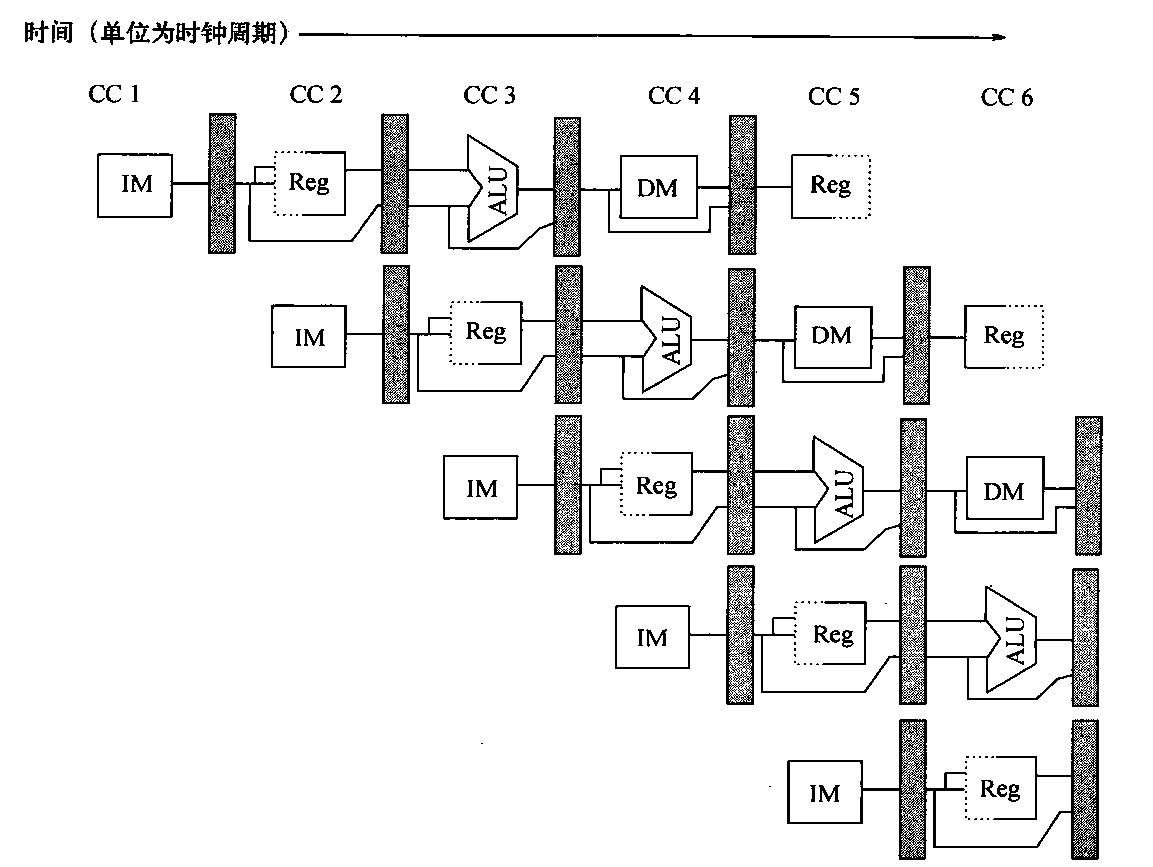 时间（单位为时钟周期）
CC 1 CC 2 CC 3 CC 4 CC 5 CC 6
IM Reg ALU DM Reg
IM Reg ALU DM Reg
IM Reg ALU DM
IM Reg ALU
IM Reg